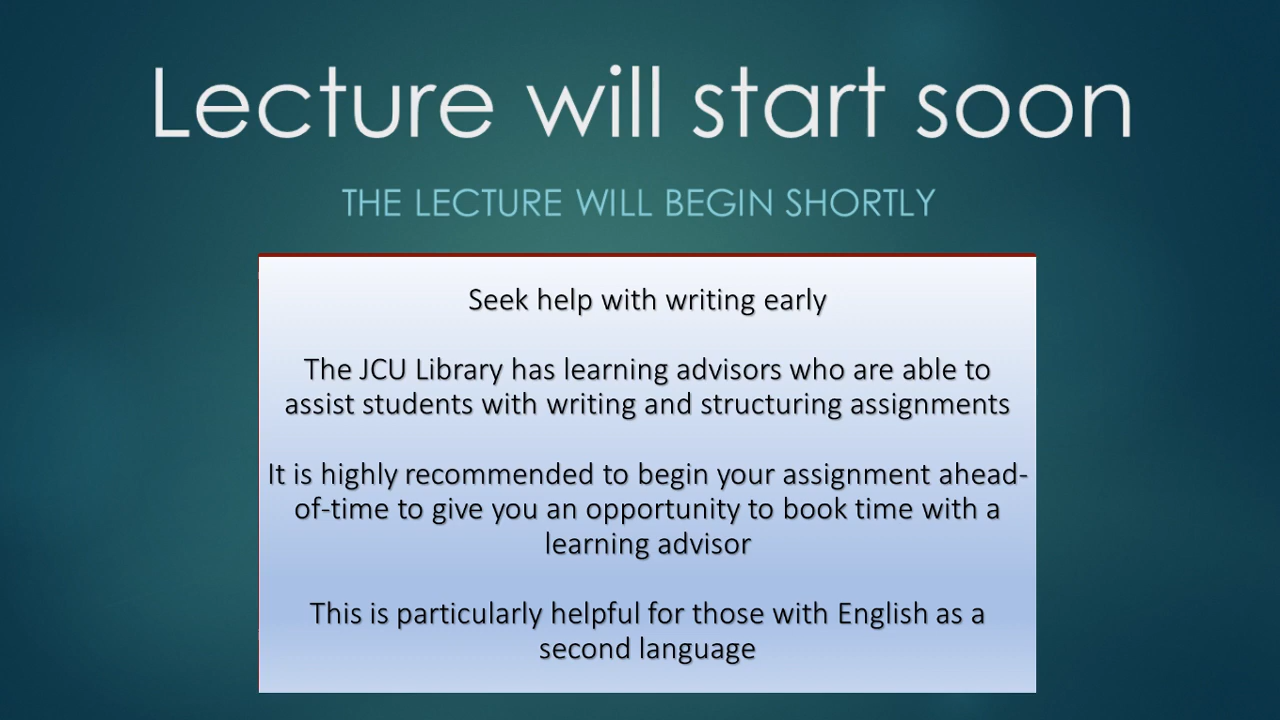 Lecture will start soon
THE LECTURE WILL BEGIN SHORTLY
Seek help with writing early
The JCU Library has learning advisors who are able to
assist students with writing and structuring assignments
It is highly recommended to begin your assignment ahead-
of-time to give you an opportunity to book time with a
learning advisor
This is particularly helpful for those with English as a
second language